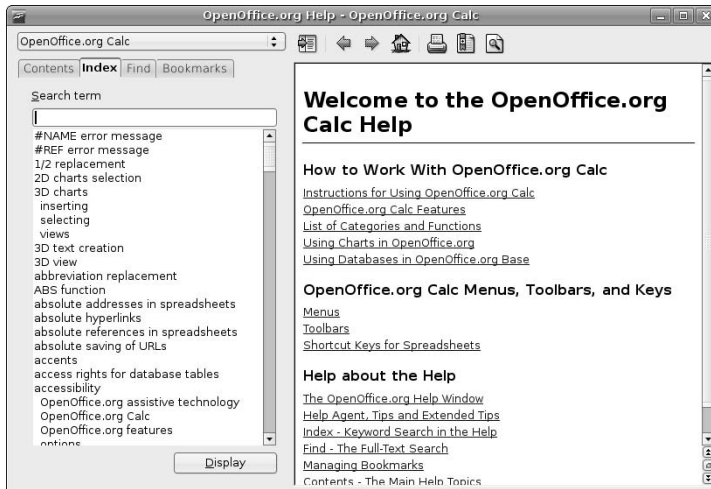 OpenOffice.org Help - OpenOffice.org Calc
OpenOffice.org Calc
Contents Index Find Bookmarks
Search term
#NAME error message
#REF error message
1/2 replacement
2D charts selection
3D charts
inserting
selecting
views
3D text creation
3D view
abbreviation replacement
ABS function
absolute addresses in spreadsheets
absolute hyperlinks
absolute references in spreadsheets
absolute saving of URLs
accents
access rights for database tables
accessibility
OpenOffice.org assistive technology
OpenOffice.org Calc
OpenOffice.org features
options
Display
Welcome to the OpenOffice.org
Calc Help
How to Work With OpenOffice.org Calc
Instructions for Using OpenOffice.org Calc
OpenOffice.org Calc Features
List of Categories and Functions
Using Charts in OpenOffice.org
Using Databases in OpenOffice.org Base
OpenOffice.org Calc Menus, Toolbars, and Keys
Menus
Toolbars
Shortcut Keys for Spreadsheets
Help about the Help
The OpenOffice.org Help Window
Help Agent, Tips and Extended Tips
Index - Keyword Search in the Help
Find - The Full-Text Search
Managing Bookmarks
Contents - The Main Help Topics